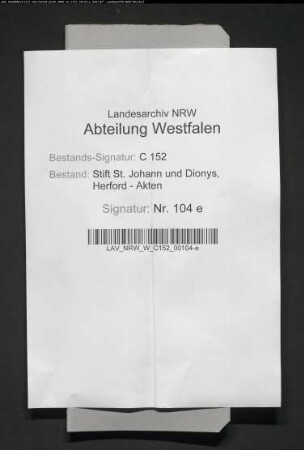 Landesarchiv NRW
Abteilung Westfalen
Bestands-Signatur: C 152
Bestand: Stift St. Johann und Dionys,
Herford - Akten
Signatur: Nr. 104 e
LAV_NRW_W_C152_00104-e